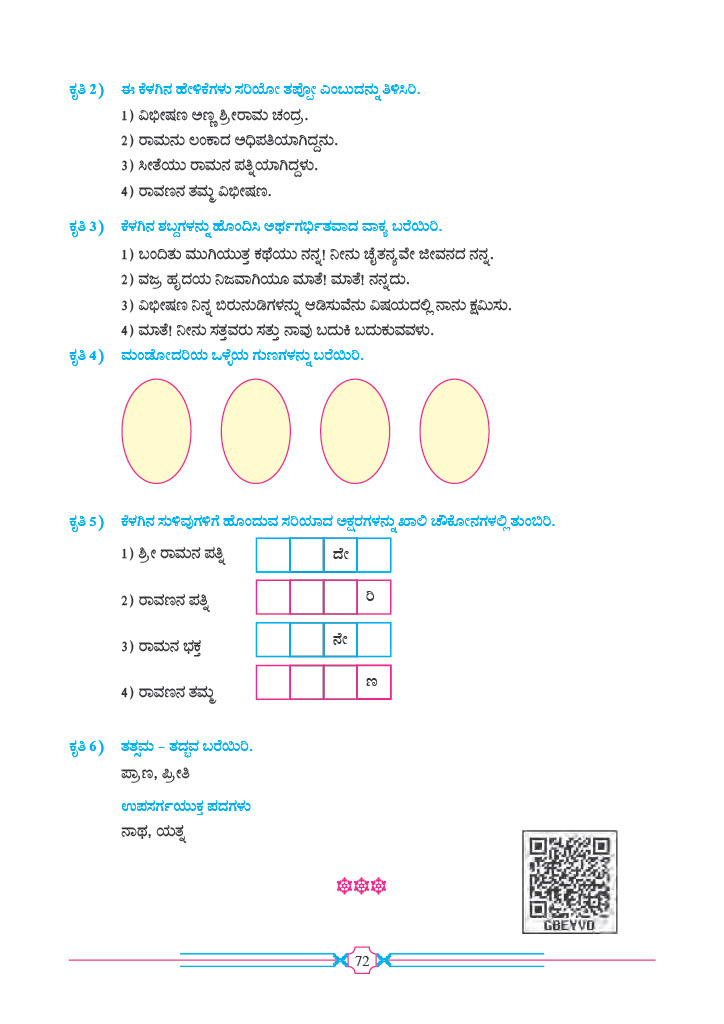 ಕೃತಿ 2) ಈ ಕೆಳಗಿನ ಹೇಳಿಕೆಗಳು ಸರಿಯೋ ತಪ್ಪೋ ಎಂಬುದನ್ನು ತಿಳಿಸಿರಿ.
1) ವಿಭೀಷಣ ಅಣ್ಣ ಶ್ರೀರಾಮ ಚಂದ್ರ.
2) ರಾಮನು ಲಂಕಾದ ಅಧಿಪತಿಯಾಗಿದ್ದನು.
3) ಸೀತೆಯು ರಾಮನ ಪತ್ನಿಯಾಗಿದ್ದಳು.
4) ರಾವಣನ ತಮ್ಮ ವಿಭೀಷಣ.
ಕೃತಿ 3) ಕೆಳಗಿನ ಶಬ್ದಗಳನ್ನು ಹೊಂದಿಸಿ ಅರ್ಥಗರ್ಭಿತವಾದ ವಾಕ್ಯ ಬರೆಯಿರಿ.
1) ಬಂದಿತು ಮುಗಿಯುತ್ತ ಕಥೆಯು ನನ್ನ! ನೀನು ಚೈತನ್ಯವೇ ಜೀವನದ ನನ್ನ.
2) ವಜ್ರ ಹೃದಯ ನಿಜವಾಗಿಯೂ ಮಾತೆ! ಮಾತೆ! ನನ್ನದು.
3) ವಿಭೀಷಣ ನಿನ್ನ ಬಿರುನುಡಿಗಳನ್ನು ಆಡಿಸುವೆನು ವಿಷಯದಲ್ಲಿ ನಾನು ಕ್ಷಮಿಸು.
4) ಮಾತೆ! ನೀನು ಸತ್ತವರು ಸತ್ತು ನಾವು ಬದುಕಿ ಬದುಕುವವಳು.
ಕೃತಿ 4) ಮಂಡೋದರಿಯ ಒಳ್ಳೆಯ ಗುಣಗಳನ್ನು ಬರೆಯಿರಿ.
ಕೃತಿ 5) ಕೆಳಗಿನ ಸುಳಿವುಗಳಿಗೆ ಹೊಂದುವ ಸರಿಯಾದ ಅಕ್ಷರಗಳನ್ನು ಖಾಲಿ ಚೌಕೋನಗಳಲ್ಲಿ ತುಂಬಿರಿ.
1) ಶ್ರೀ ರಾಮನ ಪತ್ನಿ ದೇ
2) ರಾವಣನ ಪತ್ನಿ ರಿ
3) ರಾಮನ ಭಕ್ತ ನೇ
4) ರಾವಣನ ತಮ್ಮ ಣ
ಕೃತಿ 6) ತತ್ಸಮ – ತದ್ಭವ ಬರೆಯಿರಿ.
ಪ್ರಾಣ, ಪ್ರೀತಿ
ಉಪಸರ್ಗಯುಕ್ತ ಪದಗಳು
ನಾಥ, ಯತ್ನ
GBEYVD
72